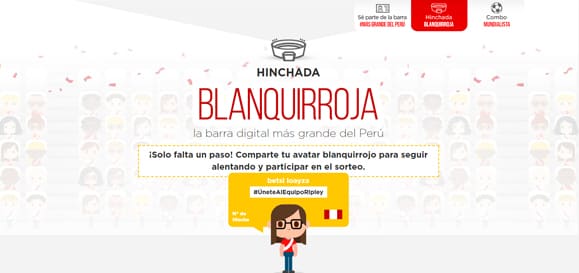 Sé parte de la barra
#MÁS GRANDE DEL PERÚ
Hinchada
BLANQUIRROJA
Combo
MUNDIALISTA
HINCHADA
BLANQUIRROJA
la barra digital más grande del Perú
¡Solo falta un paso! Comparte tu avatar blanquirrojo para seguir
alentando y participar en el sorteo.
betsi loayza
#ÚneteAlEquipoRipley
N° de
Hincha